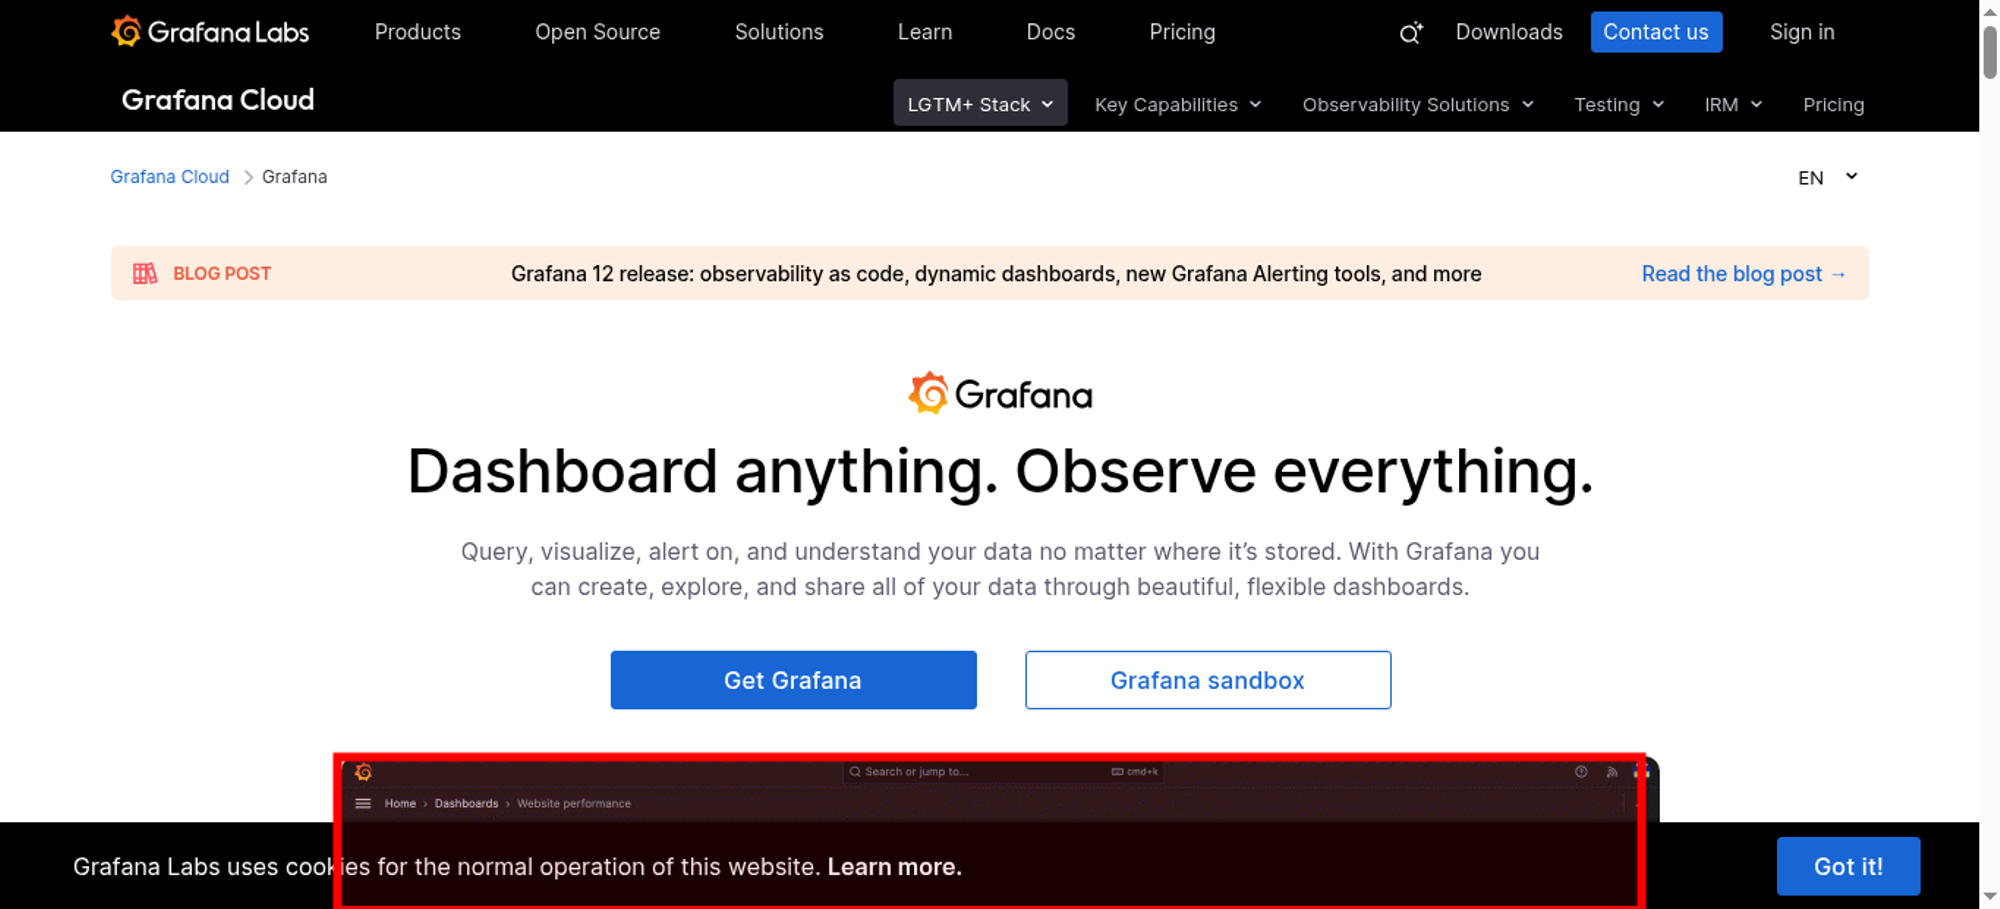 Grafana Labs Products Open Source Solutions Learn Docs Pricing Downloads Contact us Sign in
Grafana Cloud LGTM+ Stack Key Capabilities Observability Solutions Testing IRM Pricing
Grafana Cloud Grafana EN
BLOG POST Grafana 12 release: observability as code, dynamic dashboards, new Grafana Alerting tools, and more Read the blog post →
Grafana
Dashboard anything. Observe everything.
Query, visualize, alert on, and understand your data no matter where it’s stored. With Grafana you
can create, explore, and share all of your data through beautiful, flexible dashboards.
Get Grafana Grafana sandbox
Search or jump to... cmd+k
Home › Dashboards › Website performance
Grafana Labs uses cookies for the normal operation of this website. Learn more. Got it!